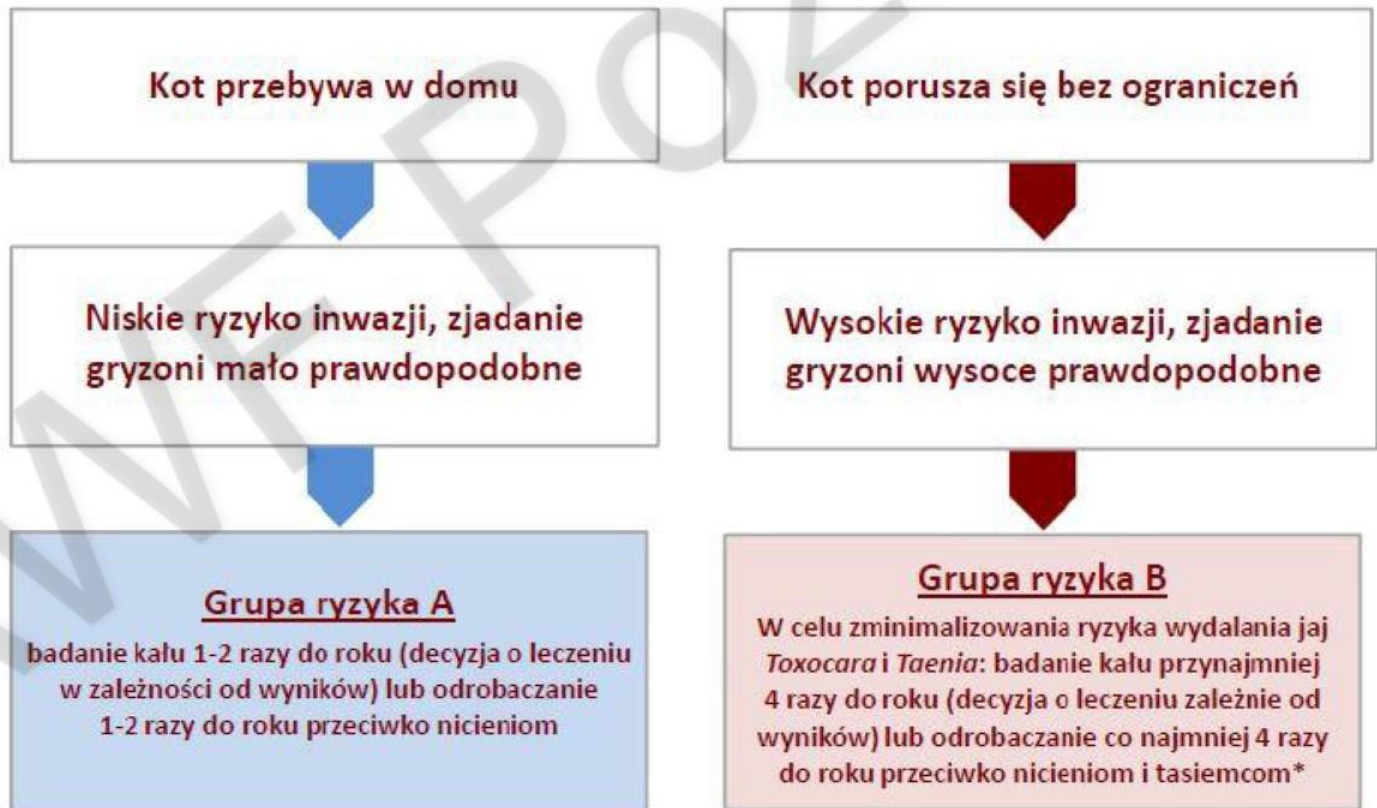 Kot przebywa w domu
Kot porusza się bez ograniczeń
Niskie ryzyko inwazji, zjadanie
gryzoni mało prawdopodobne
Wysokie ryzyko inwazji, zjadanie
gryzoni wysoce prawdopodobne
Grupa ryzyka A
badanie kału 1-2 razy do roku (decyzja o leczeniu
w zależności od wyników) lub odrobaczanie
1-2 razy do roku przeciwko nicieniom
Grupa ryzyka B
W celu zminimalizowania ryzyka wydalania jaj
Toxocara i Taenia: badanie kału przynajmniej
4 razy do roku (decyzja o leczeniu zależnie od
wyników) lub odrobaczanie co najmniej 4 razy
do roku przeciwko nicieniom i tasiemcom*